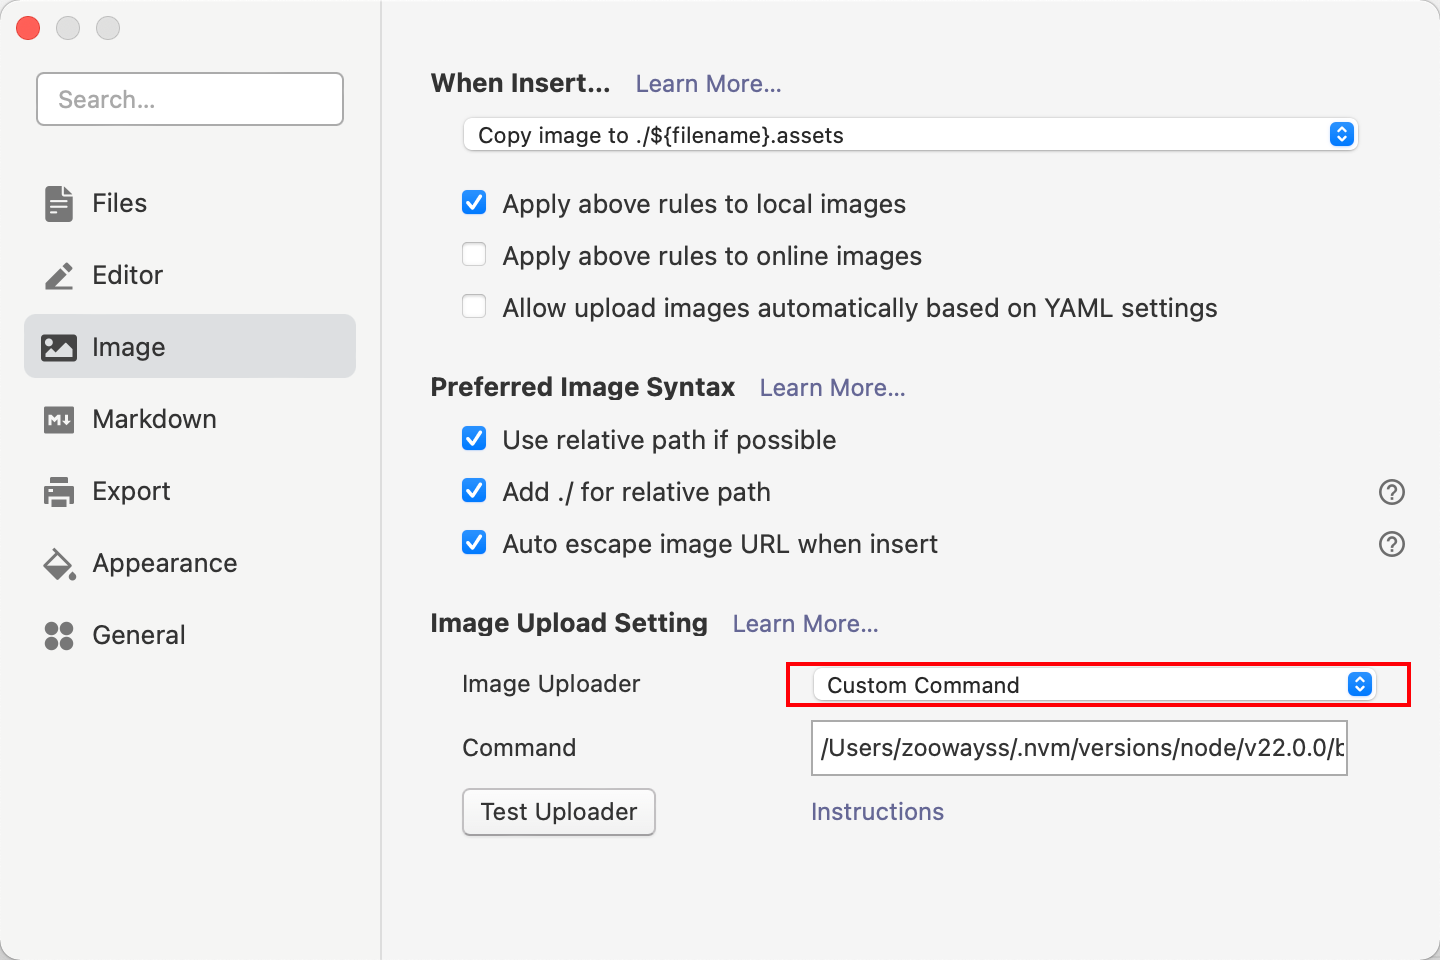 Search...
Files
Editor
Image
Markdown
Export
Appearance
General
When Insert... Learn More...
Copy image to ./${filename}.assets
Apply above rules to local images
Apply above rules to online images
Allow upload images automatically based on YAML settings
Preferred Image Syntax Learn More...
Use relative path if possible
Add ./ for relative path
Auto escape image URL when insert
Image Upload Setting Learn More...
Image Uploader Custom Command
Command /Users/zoowayss/.nvm/versions/node/v22.0.0/b
Test Uploader Instructions